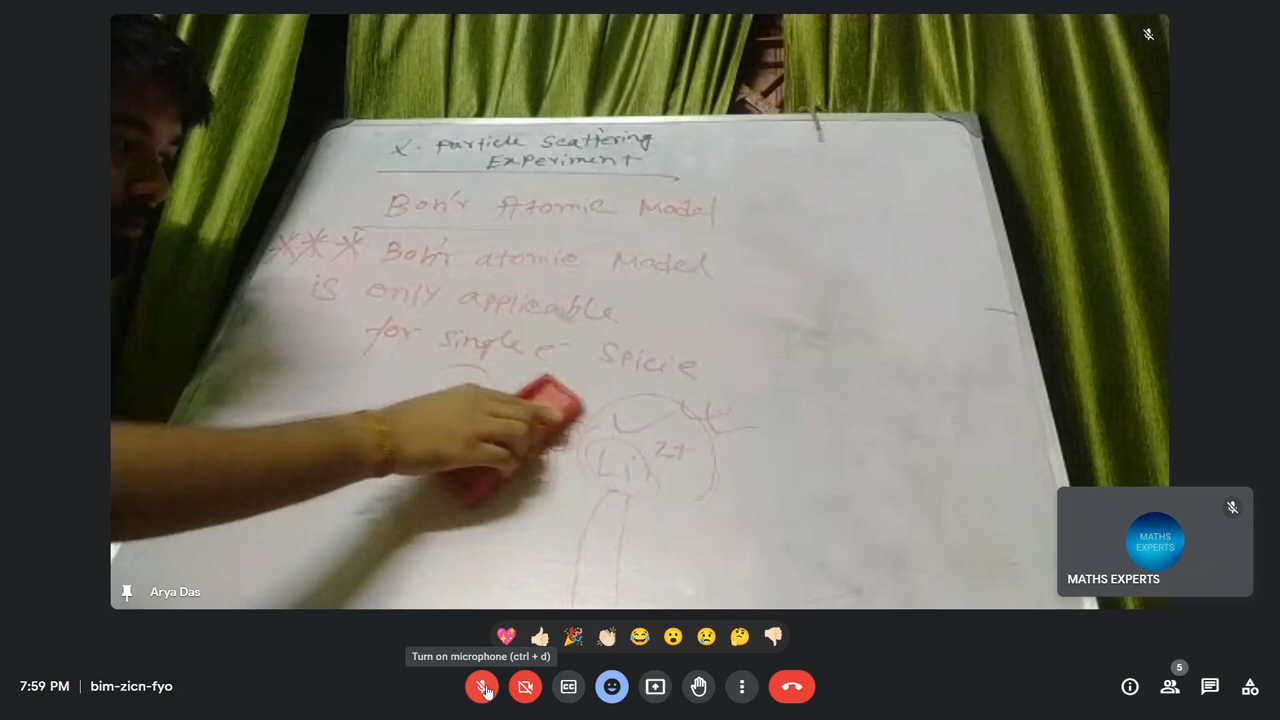 α. Particle Scattering
Experiment
Bohr Atomic Model
*** Bohr atomic Model
is only applicable
for single e⁻ Spicie
Li 2+
Arya Das
MATHS
EXPERTS
MATHS EXPERTS
Turn on microphone (ctrl + d)
7:59 PM | bim-zicn-fyo
5